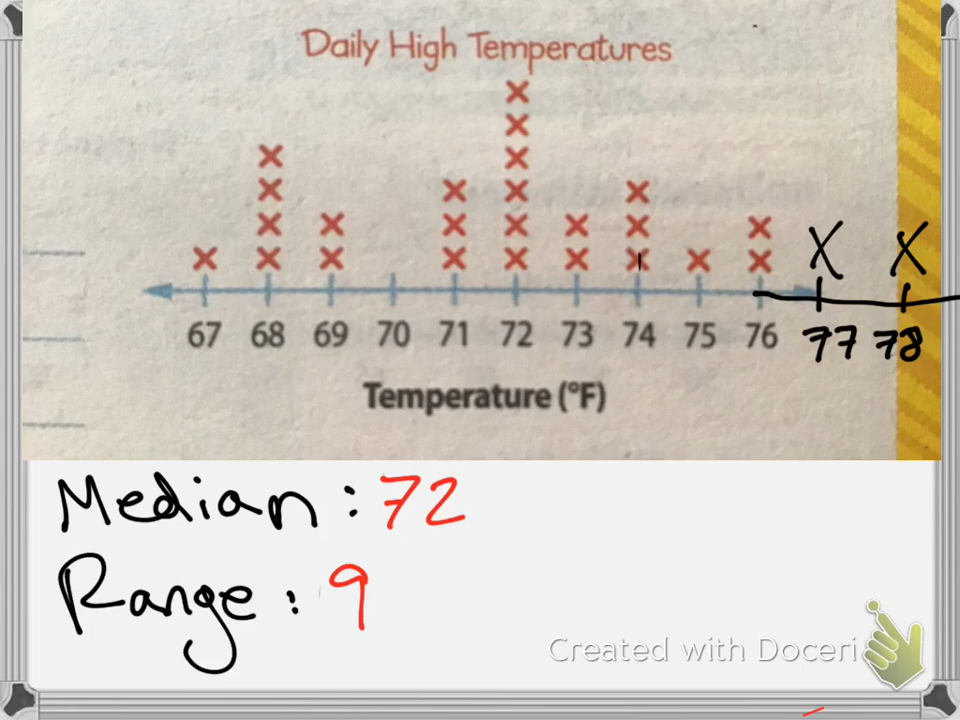 Daily High Temperatures
67 68 69 70 71 72 73 74 75 76 77 78
Temperature (°F)
Median : 72
Range : 9
Created with Doceri